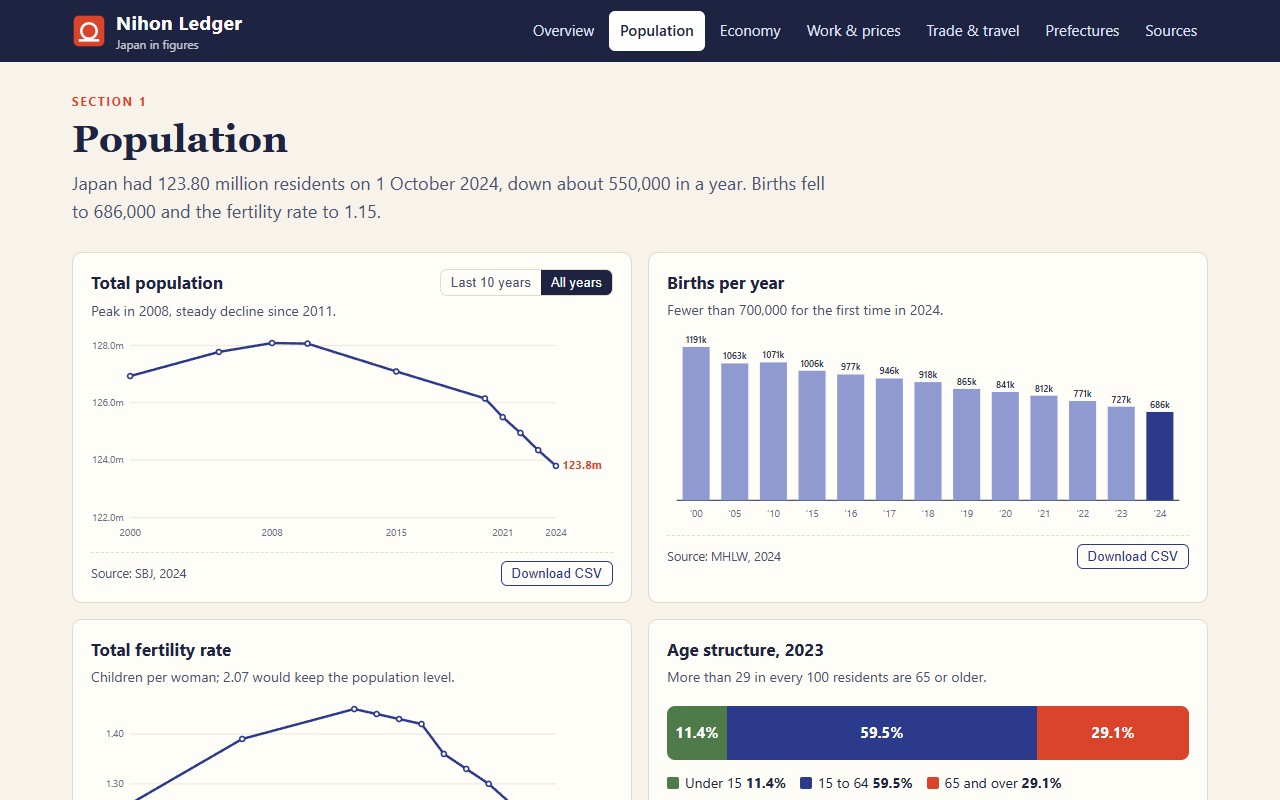 Nihon Ledger
Japan in figures
Overview
Population
Economy
Work & prices
Trade & travel
Prefectures
Sources
SECTION 1
Population
Japan had 123.80 million residents on 1 October 2024, down about 550,000 in a year. Births fell
to 686,000 and the fertility rate to 1.15.
Total population
Last 10 years
All years
Peak in 2008, steady decline since 2011.
128.0m
126.0m
124.0m
122.0m
123.8m
2000
2008
2015
2021
2024
Source: SBJ, 2024
Download CSV
Births per year
Fewer than 700,000 for the first time in 2024.
1191k
1063k
1071k
1006k
977k
946k
918k
865k
841k
812k
771k
727k
686k
'00
'05
'10
'15
'16
'17
'18
'19
'20
'21
'22
'23
'24
Source: MHLW, 2024
Download CSV
Total fertility rate
Children per woman; 2.07 would keep the population level.
1.40
1.30
Age structure, 2023
More than 29 in every 100 residents are 65 or older.
11.4%
59.5%
29.1%
Under 15 11.4%
15 to 64 59.5%
65 and over 29.1%